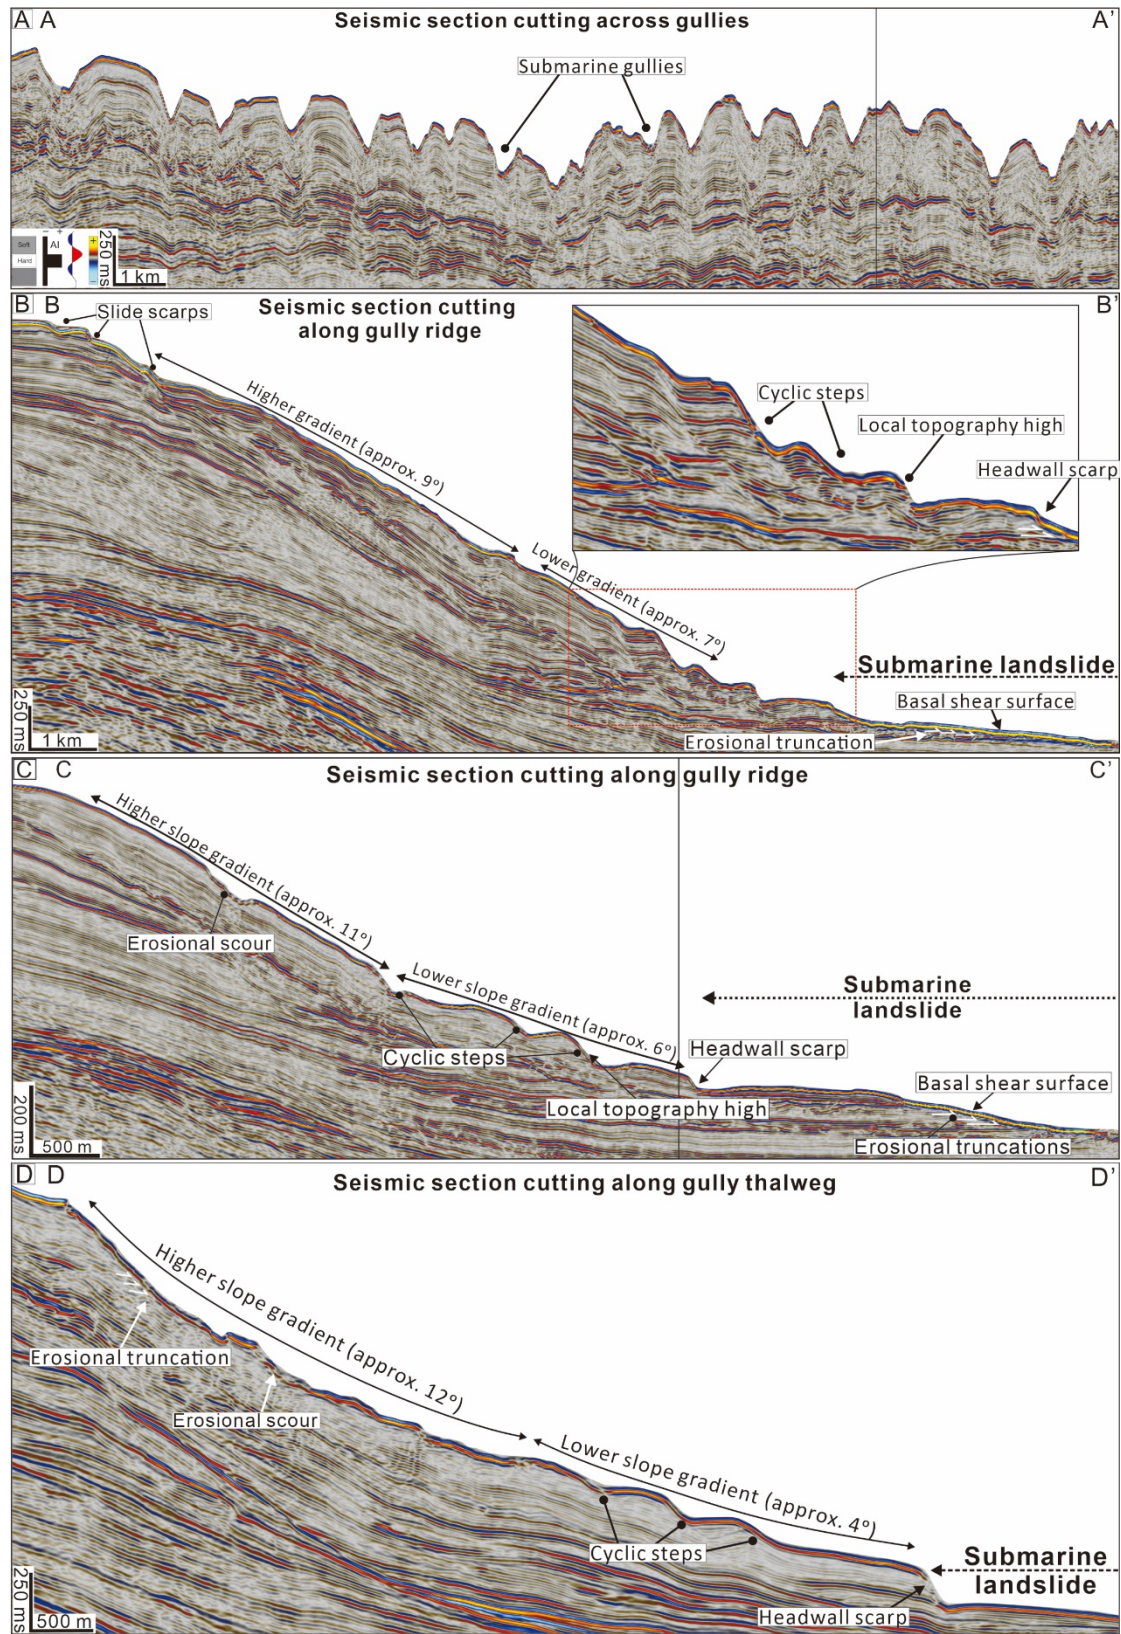 A A Seismic section cutting across gullies A’
Submarine gullies
Soft
Hard
- +
AI
+
-
250 ms
1 km
B B Seismic section cutting
along gully ridge B’
Slide scarps
Higher gradient (approx. 9°)
Lower gradient (approx. 7°)
Cyclic steps
Local topography high
Headwall scarp
Submarine landslide
Basal shear surface
Erosional truncation
250 ms
1 km
C C Seismic section cutting along gully ridge C’
Higher slope gradient (approx. 11°)
Erosional scour
Lower slope gradient (approx. 6°)
Cyclic steps
Local topography high
Submarine
landslide
Headwall scarp
Basal shear surface
Erosional truncations
200 ms
500 m
D D Seismic section cutting along gully thalweg D’
Higher slope gradient (approx. 12°)
Erosional truncation
Erosional scour
Lower slope gradient (approx. 4°)
Cyclic steps
Submarine
landslide
Headwall scarp
250 ms
500 m